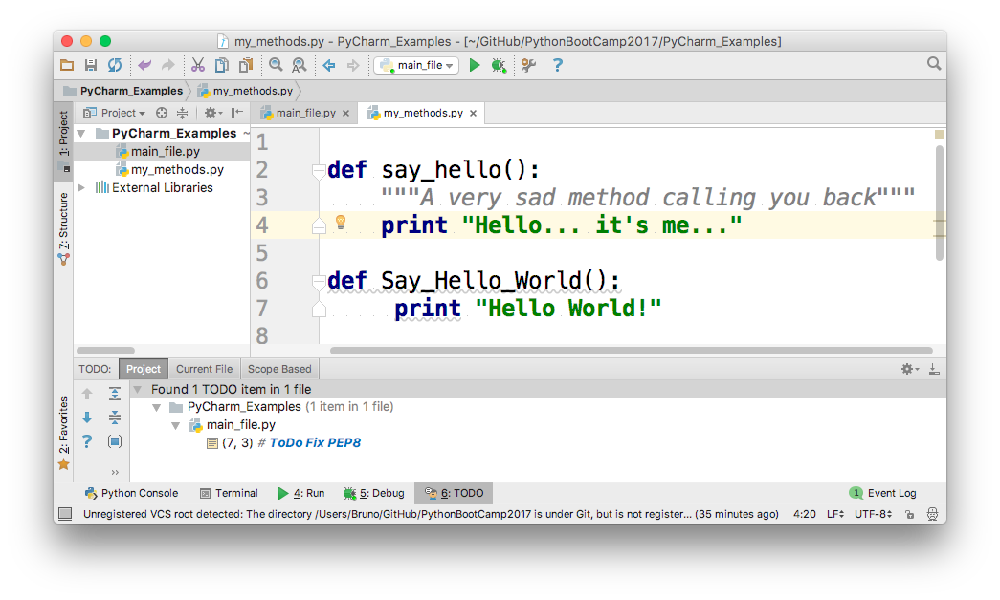 my_methods.py - PyCharm_Examples - [~/GitHub/PythonBootCamp2017/PyCharm_Examples]
main_file
PyCharm_Examples my_methods.py
1: Project
Project
PyCharm_Examples ~
main_file.py
my_methods.py
External Libraries
7: Structure
2: Favorites
main_file.py my_methods.py
1
2 def say_hello():
3 """A very sad method calling you back"""
4 print "Hello... it's me..."
5
6 def Say_Hello_World():
7 print "Hello World!"
8
TODO: Project Current File Scope Based
Found 1 TODO item in 1 file
PyCharm_Examples (1 item in 1 file)
main_file.py
(7, 3) # ToDo Fix PEP8
Python Console Terminal 4: Run 5: Debug 6: TODO 1 Event Log
Unregistered VCS root detected: The directory /Users/Bruno/GitHub/PythonBootCamp2017 is under Git, but is not register... (35 minutes ago) 4:20 LF UTF-8